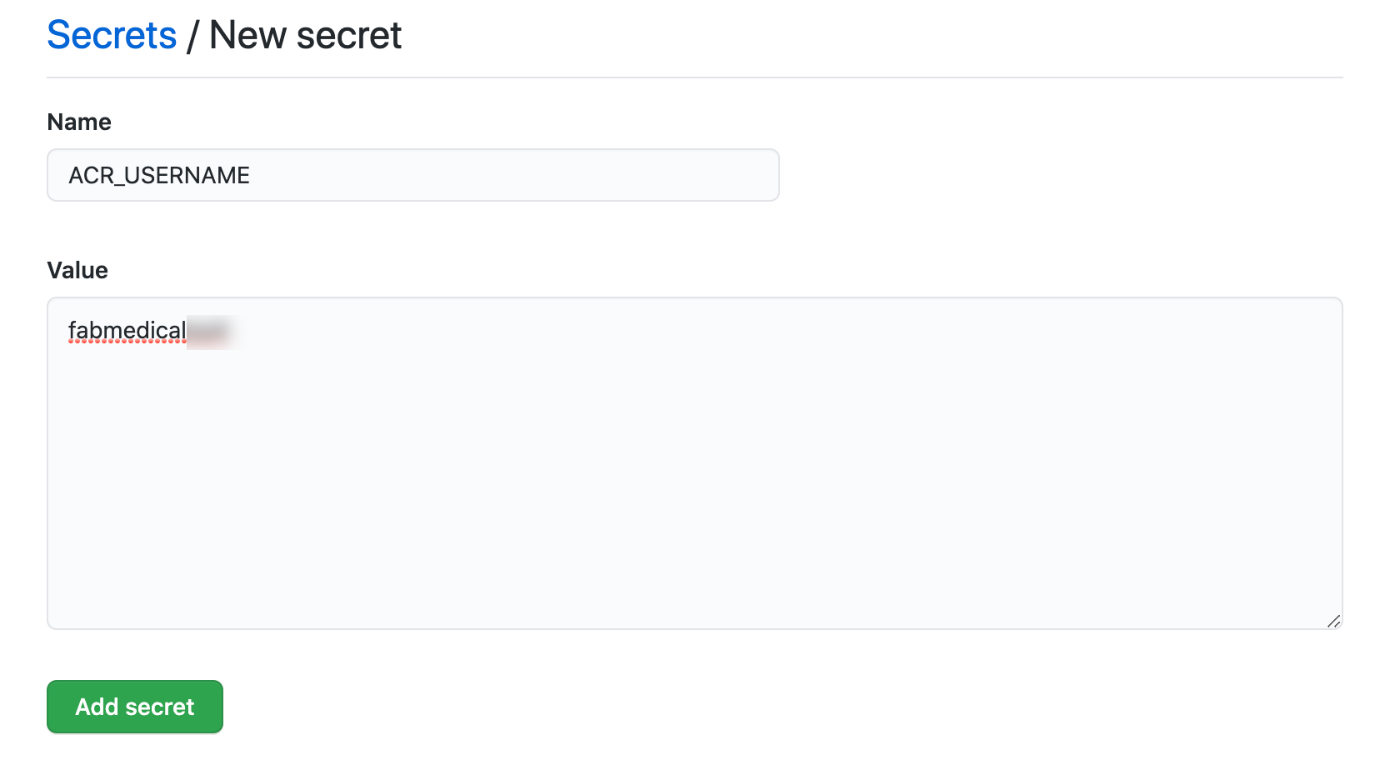 Secrets / New secret
Name
ACR_USERNAME
Value
fabmedical
Add secret